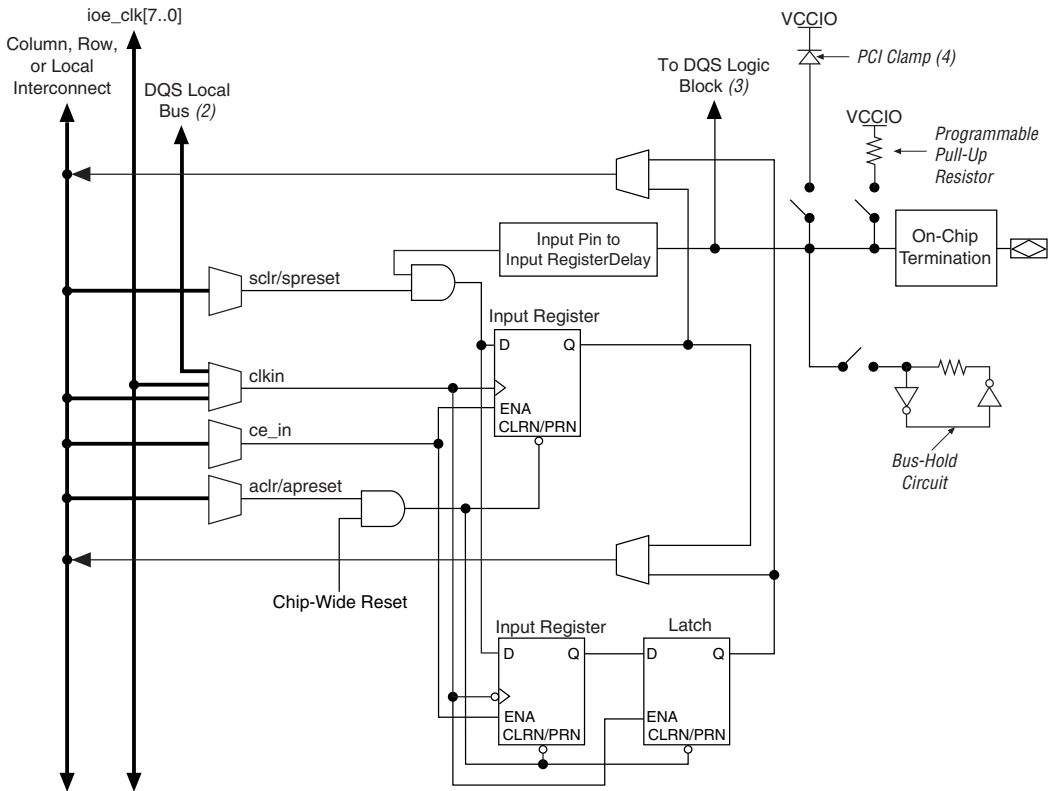 ioe_clk[7..0]
Column, Row,
or Local
Interconnect
DQS Local
Bus (2)
To DQS Logic
Block (3)
VCCIO
PCI Clamp (4)
VCCIO
Programmable
Pull-Up
Resistor
Input Pin to
Input RegisterDelay
On-Chip
Termination
sclr/spreset
Input Register
D
Q
clkin
ENA
CLRN/PRN
ce_in
aclr/apreset
Bus-Hold
Circuit
Chip-Wide Reset
Input Register
D
Q
ENA
CLRN/PRN
Latch
D
Q
ENA
CLRN/PRN